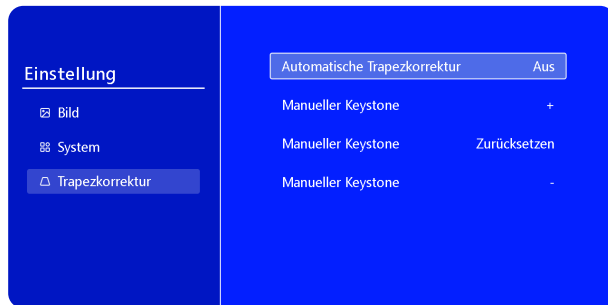 Einstellung
Bild
System
Trapezkorrektur
Automatische Trapezkorrektur Aus
Manueller Keystone +
Manueller Keystone Zurücksetzen
Manueller Keystone -